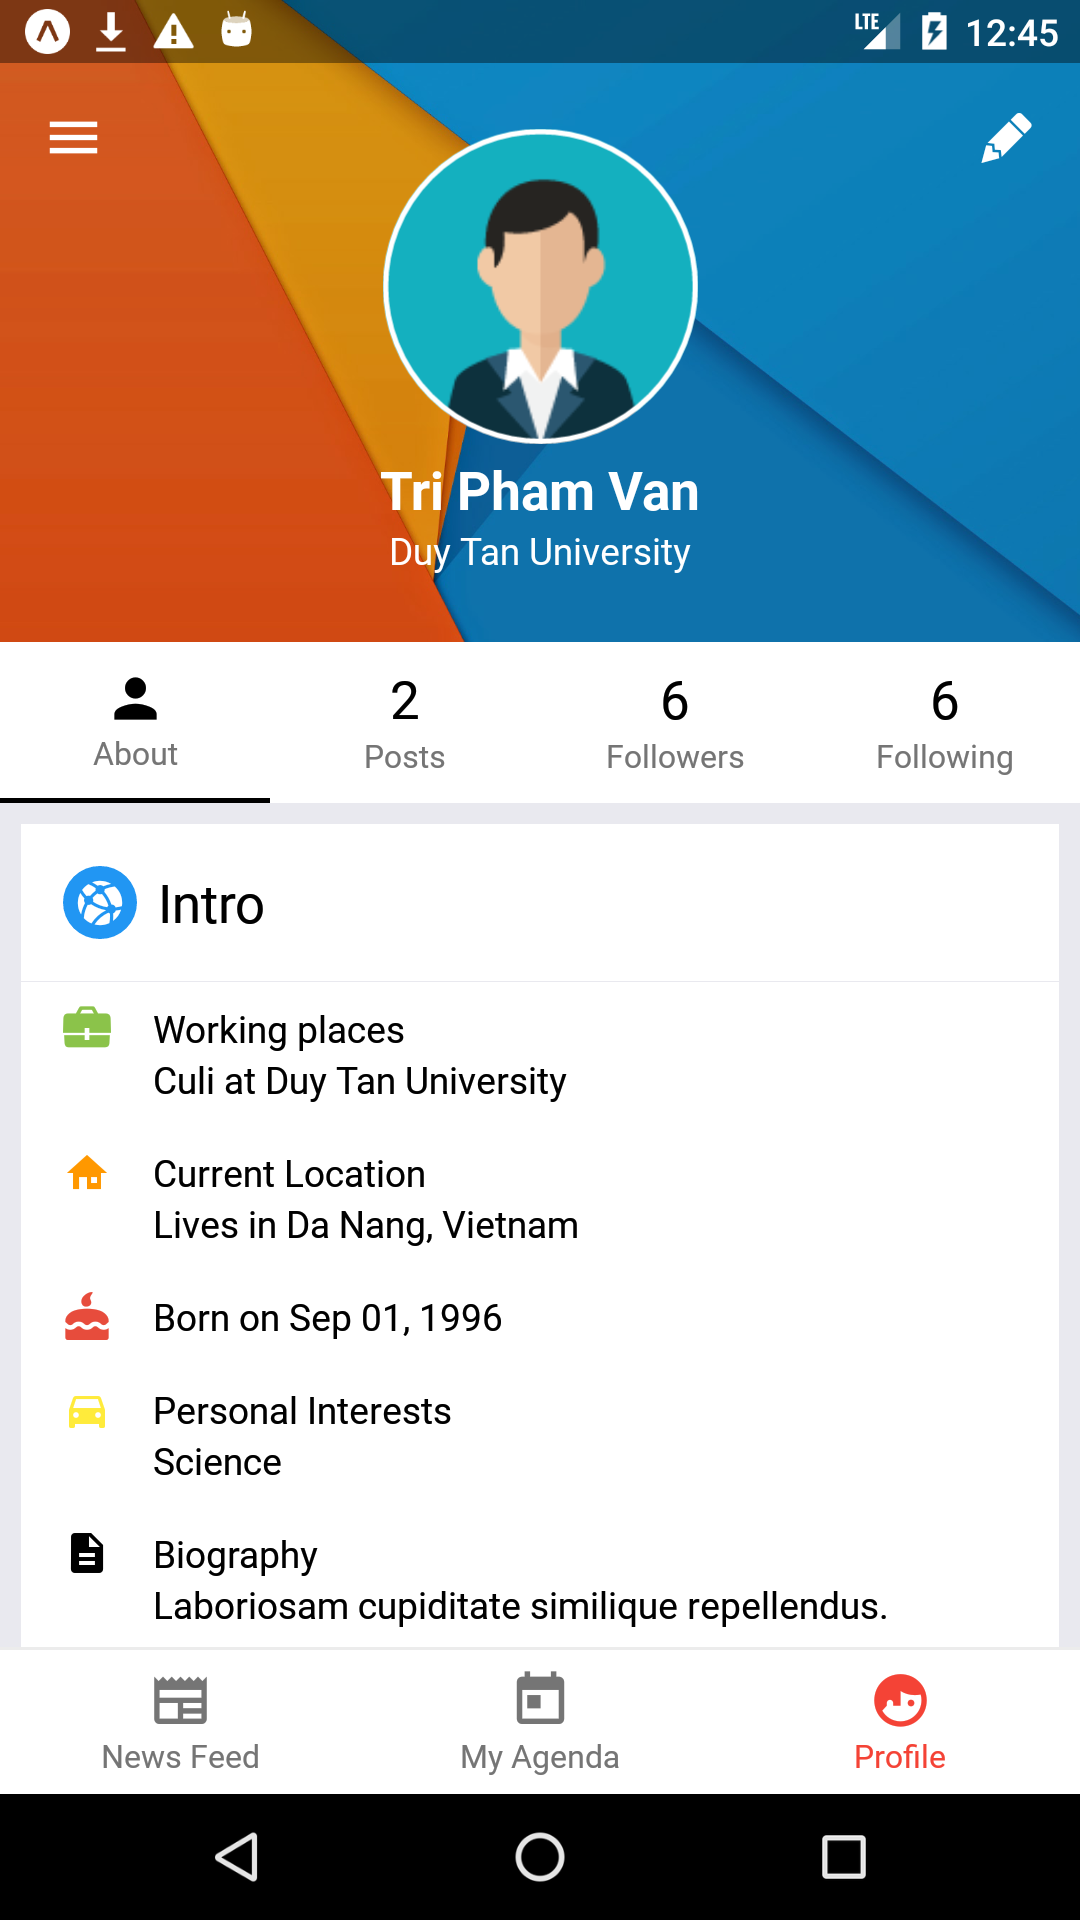 LTE 12:45
Tri Pham Van
Duy Tan University
2 6 6
About Posts Followers Following
Intro
Working places
Culi at Duy Tan University
Current Location
Lives in Da Nang, Vietnam
Born on Sep 01, 1996
Personal Interests
Science
Biography
Laboriosam cupiditate similique repellendus.
News Feed My Agenda Profile